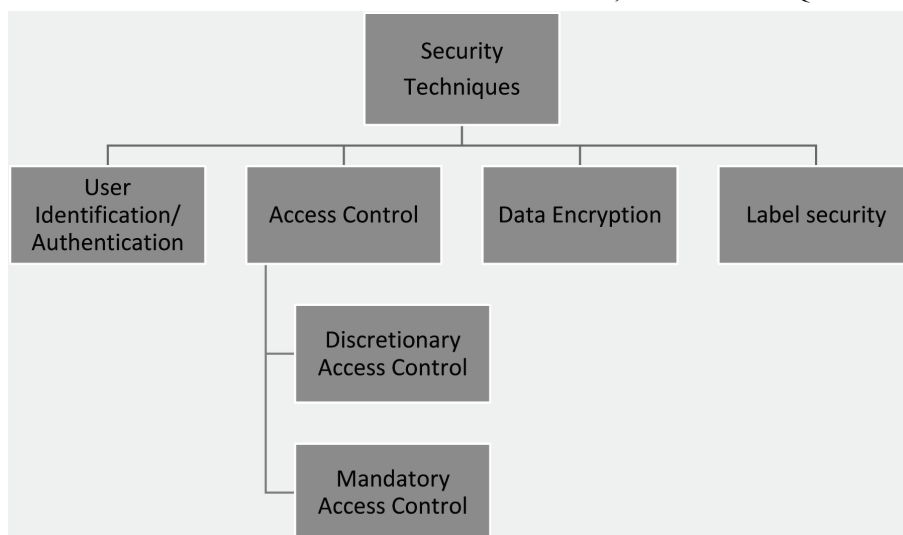 Security
Techniques
User
Identification/
Authentication
Access Control
Data Encryption
Label security
Discretionary
Access Control
Mandatory
Access Control